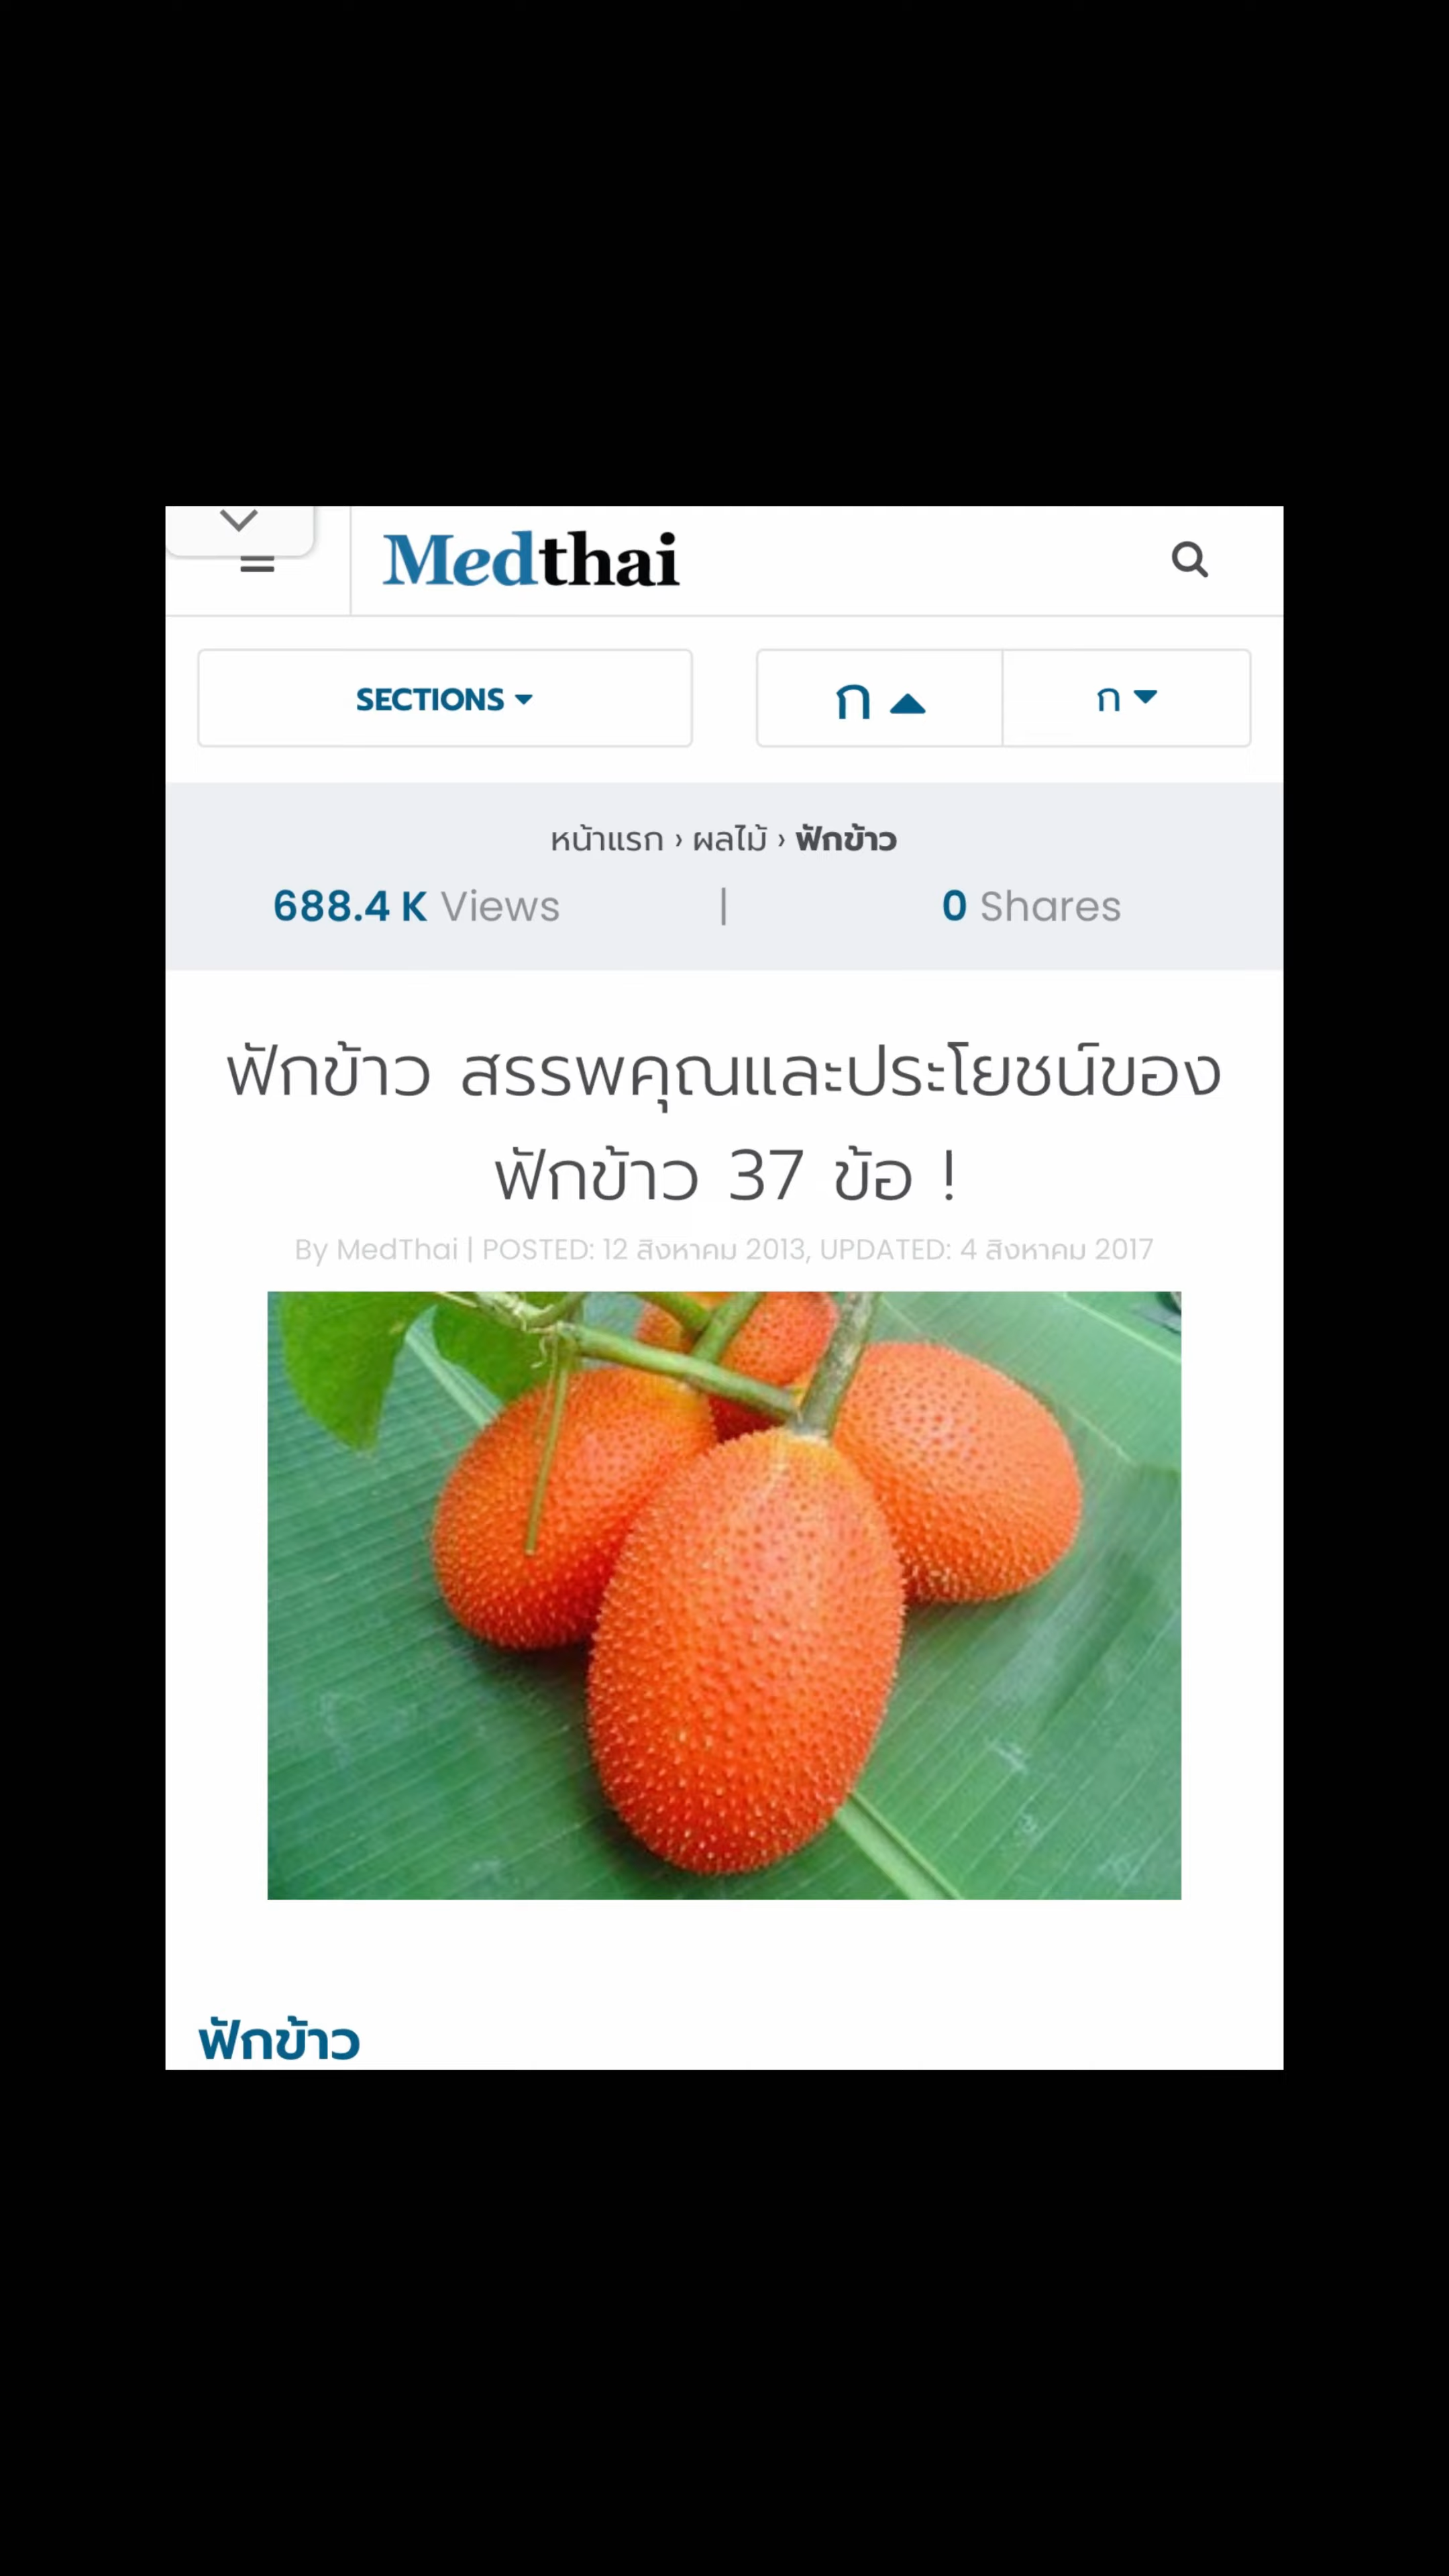 Medthai
SECTIONS
ก ก
หน้าแรก › ผลไม้ › ฟักข้าว
688.4 K Views | 0 Shares
ฟักข้าว สรรพคุณและประโยชน์ของ
ฟักข้าว 37 ข้อ !
By MedThai | POSTED: 12 สิงหาคม 2013, UPDATED: 4 สิงหาคม 2017
ฟักข้าว